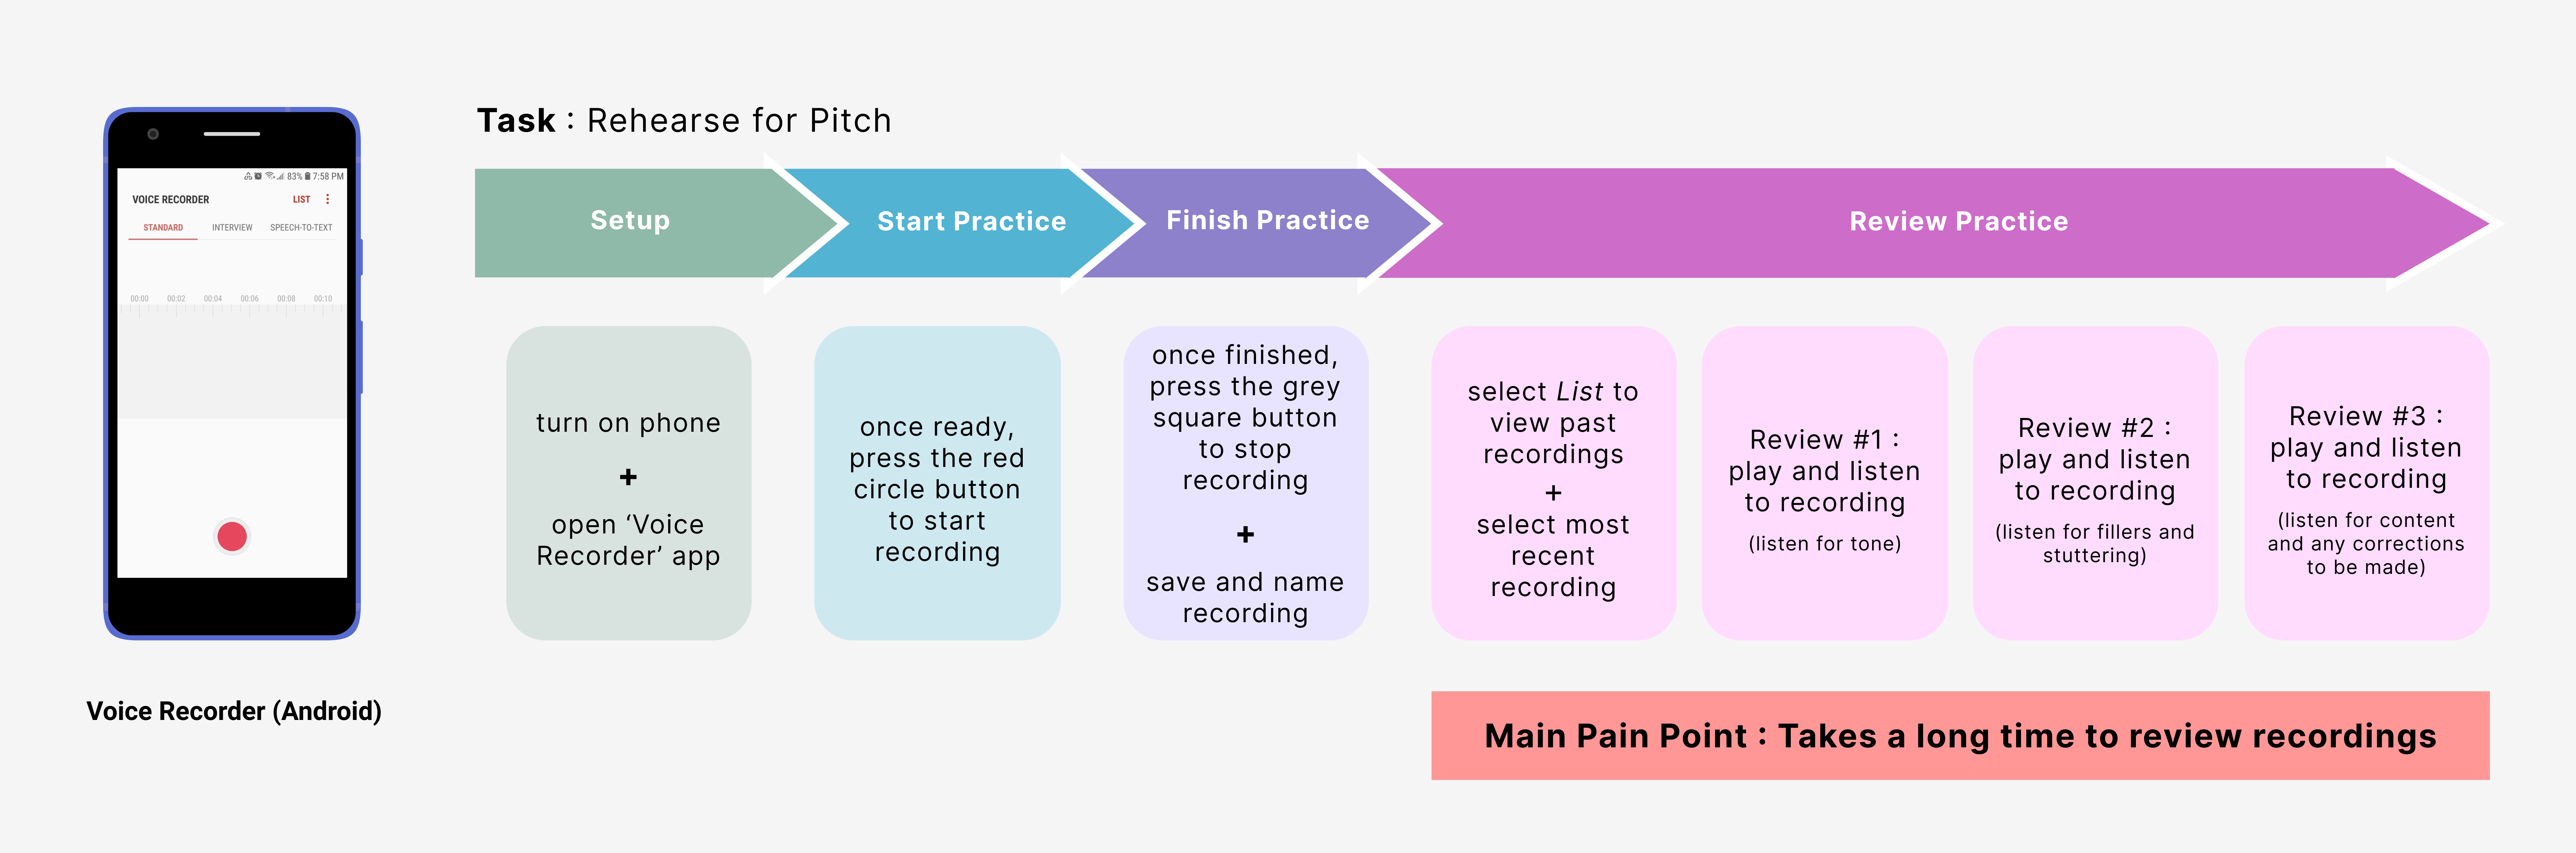 Task : Rehearse for Pitch
83% 7:58 PM
VOICE RECORDER LIST
STANDARD INTERVIEW SPEECH-TO-TEXT
00:00 00:02 00:04 00:06 00:08 00:10
Voice Recorder (Android)
Setup
Start Practice
Finish Practice
Review Practice
turn on phone
+
open ‘Voice
Recorder’ app
once ready,
press the red
circle button
to start
recording
once finished,
press the grey
square button
to stop
recording
+
save and name
recording
select List to
view past
recordings
+
select most
recent
recording
Review #1 :
play and listen
to recording
(listen for tone)
Review #2 :
play and listen
to recording
(listen for fillers and
stuttering)
Review #3 :
play and listen
to recording
(listen for content
and any corrections
to be made)
Main Pain Point : Takes a long time to review recordings